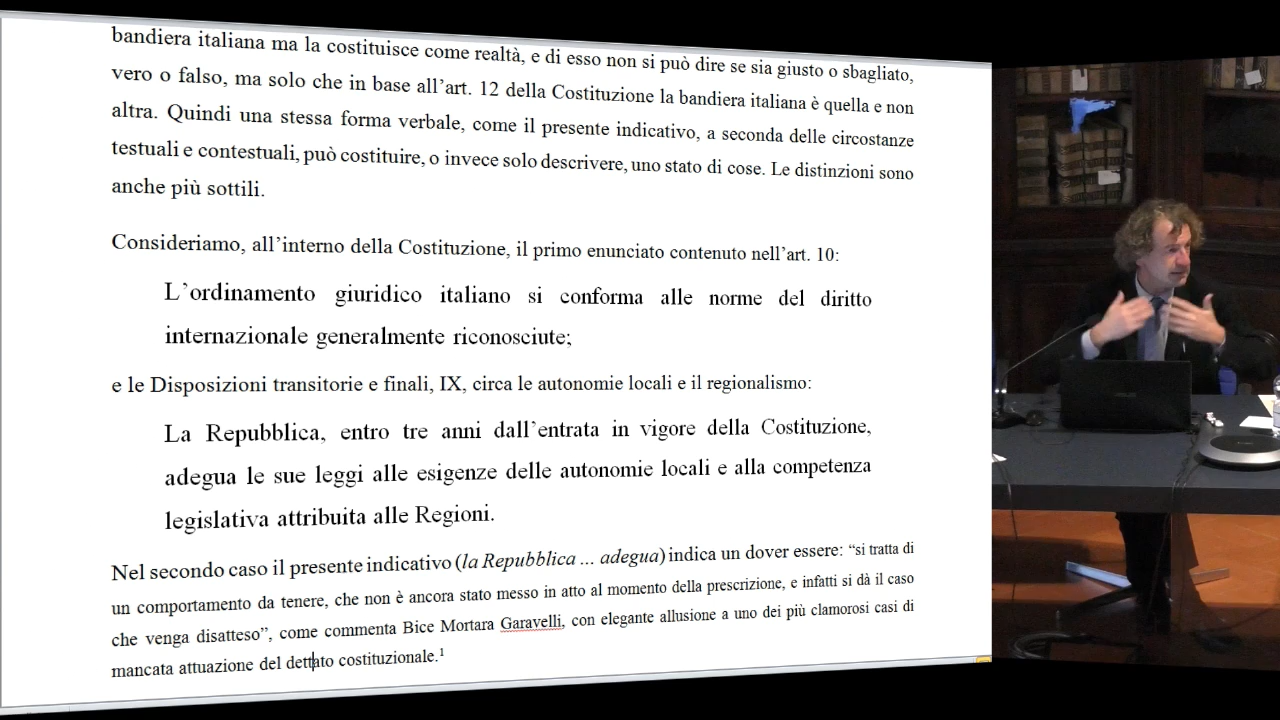 bandiera italiana ma la costituisce come realtà, e di esso non si può dire se sia giusto o sbagliato,
vero o falso, ma solo che in base all’art. 12 della Costituzione la bandiera italiana è quella e non
altra. Quindi una stessa forma verbale, come il presente indicativo, a seconda delle circostanze
testuali e contestuali, può costituire, o invece solo descrivere, uno stato di cose. Le distinzioni sono
anche più sottili.
Consideriamo, all’interno della Costituzione, il primo enunciato contenuto nell’art. 10:
L’ordinamento giuridico italiano si conforma alle norme del diritto
internazionale generalmente riconosciute;
e le Disposizioni transitorie e finali, IX, circa le autonomie locali e il regionalismo:
La Repubblica, entro tre anni dall’entrata in vigore della Costituzione,
adegua le sue leggi alle esigenze delle autonomie locali e alla competenza
legislativa attribuita alle Regioni.
Nel secondo caso il presente indicativo (la Repubblica ... adegua) indica un dover essere: “si tratta di
un comportamento da tenere, che non è ancora stato messo in atto al momento della prescrizione, e infatti si dà il caso
che venga disatteso”, come commenta Bice Mortara Garavelli, con elegante allusione a uno dei più clamorosi casi di
mancata attuazione del dettato costituzionale.1